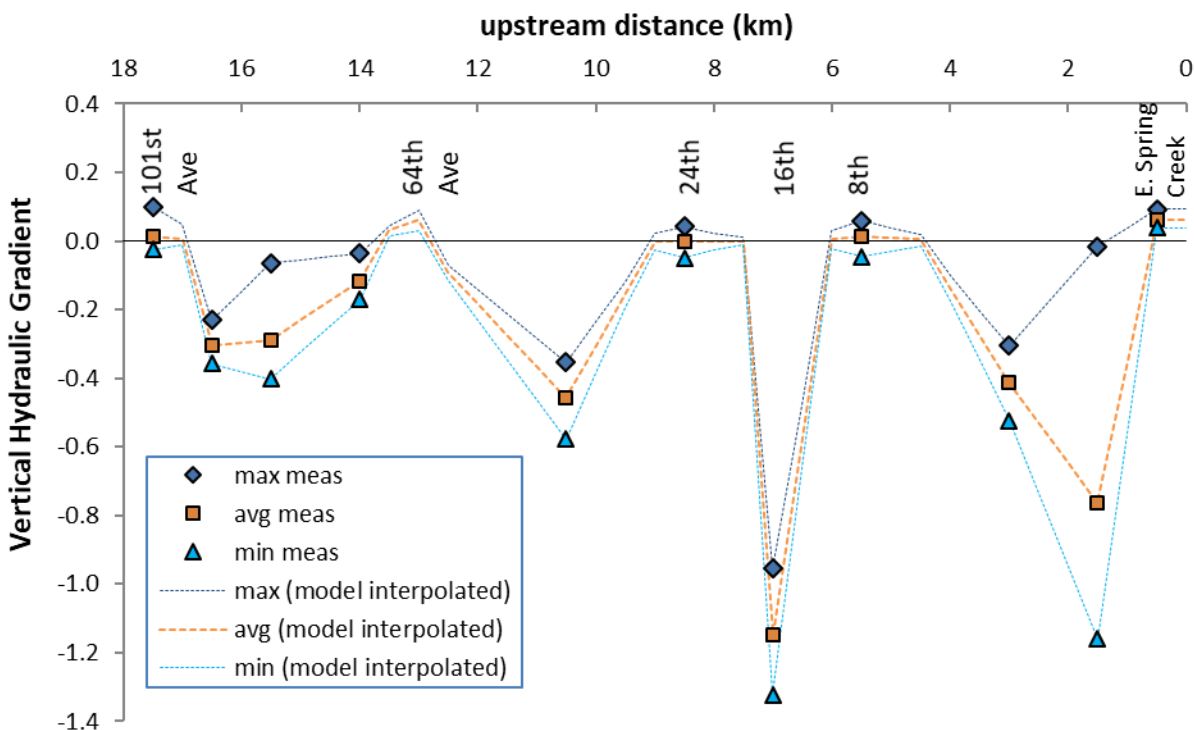 upstream distance (km)
18 16 14 12 10 8 6 4 2 0
0.4
0.2
0.0
-0.2
-0.4
-0.6
-0.8
-1.0
-1.2
-1.4
Vertical Hydraulic Gradient
101st
Ave
64th
Ave
24th
16th
8th
E. Spring
Creek
max meas
avg meas
min meas
max (model interpolated)
avg (model interpolated)
min (model interpolated)